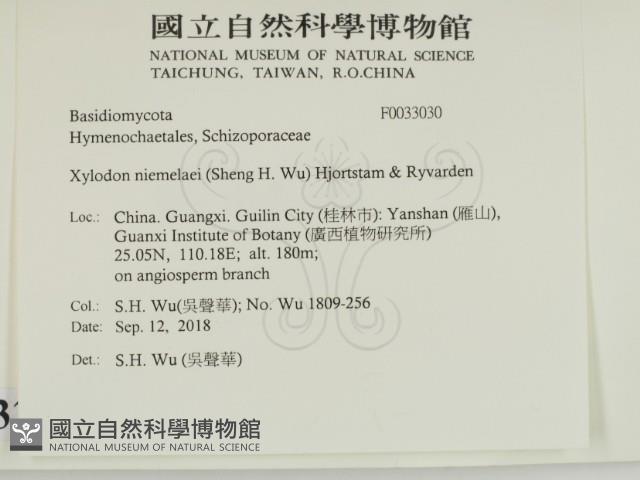 國立自然科學博物館
NATIONAL MUSEUM OF NATURAL SCIENCE
TAICHUNG, TAIWAN, R.O.CHINA
Basidiomycota F0033030
Hymenochaetales, Schizoporaceae
Xylodon niemelaei (Sheng H. Wu) Hjortstam & Ryvarden
Loc.: China. Guangxi. Guilin City (桂林市): Yanshan (雁山),
Guanxi Institute of Botany (廣西植物研究所)
25.05N, 110.18E; alt. 180m;
on angiosperm branch
Col.: S.H. Wu(吳聲華); No. Wu 1809-256
Date: Sep. 12, 2018
Det.: S.H. Wu (吳聲華)
國立自然科學博物館
NATIONAL MUSEUM OF NATURAL SCIENCE